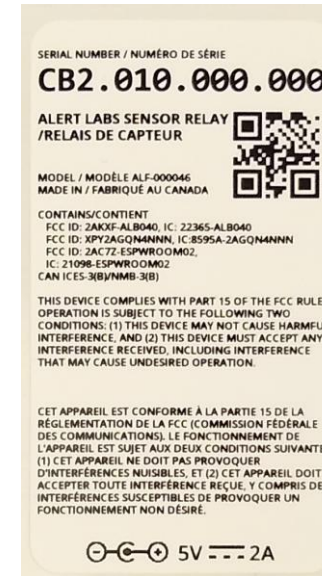 SERIAL NUMBER / NUMÉRO DE SÉRIE
CB2.010.000.000
ALERT LABS SENSOR RELAY
/RELAIS DE CAPTEUR
MODEL / MODÈLE ALF-000046
MADE IN / FABRIQUÉ AU CANADA
CONTAINS/CONTIENT
FCC ID: 2AKXF-ALB040, IC: 22365-ALB040
FCC ID: XPY2AGQN4NNN, IC:8595A-2AGQN4NNN
FCC ID: 2AC7Z-ESPWROOM02,
IC: 21098-ESPWROOM02
CAN ICES-3(B)/NMB-3(B)
THIS DEVICE COMPLIES WITH PART 15 OF THE FCC RULE
OPERATION IS SUBJECT TO THE FOLLOWING TWO
CONDITIONS: (1) THIS DEVICE MAY NOT CAUSE HARMFU
INTERFERENCE, AND (2) THIS DEVICE MUST ACCEPT ANY
INTERFERENCE RECEIVED, INCLUDING INTERFERENCE
THAT MAY CAUSE UNDESIRED OPERATION.
CET APPAREIL EST CONFORME À LA PARTIE 15 DE LA
RÉGLEMENTATION DE LA FCC (COMMISSION FÉDÉRALE
DES COMMUNICATIONS). LE FONCTIONNEMENT DE
L'APPAREIL EST SUJET AUX DEUX CONDITIONS SUIVANTE
(1) CET APPAREIL NE DOIT PAS PROVOQUER
D'INTERFÉRENCES NUISIBLES, ET (2) CET APPAREIL DOIT
ACCEPTER TOUTE INTERFÉRENCE REÇUE, Y COMPRIS DE
INTERFÉRENCES SUSCEPTIBLES DE PROVOQUER UN
FONCTIONNEMENT NON DÉSIRÉ.
5V 2A